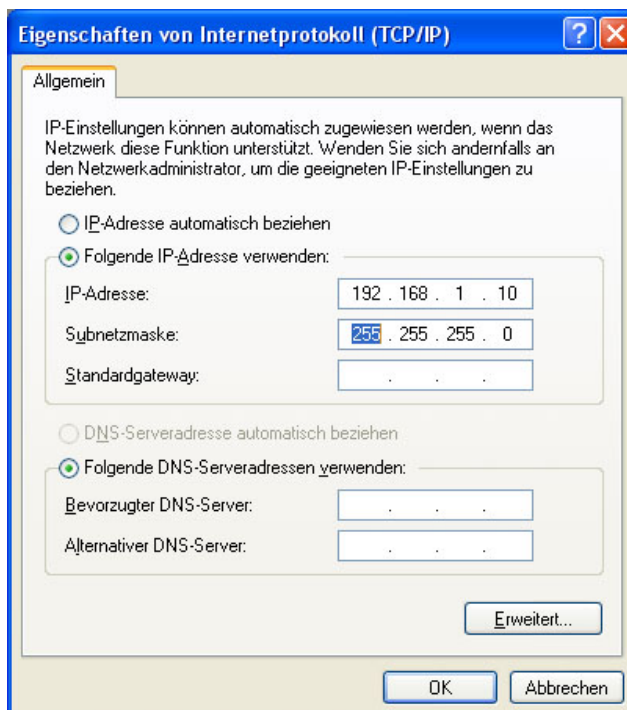 Eigenschaften von Internetprotokoll (TCP/IP)
Allgemein
IP-Einstellungen können automatisch zugewiesen werden, wenn das
Netzwerk diese Funktion unterstützt. Wenden Sie sich andernfalls an
den Netzwerkadministrator, um die geeigneten IP-Einstellungen zu
beziehen.
IP-Adresse automatisch beziehen
Folgende IP-Adresse verwenden:
IP-Adresse: 192 . 168 . 1 . 10
Subnetzmaske: 255 . 255 . 255 . 0
Standardgateway: . . .
DNS-Serveradresse automatisch beziehen
Folgende DNS-Serveradressen verwenden:
Bevorzugter DNS-Server: . . .
Alternativer DNS-Server: . . .
Erweitert...
OK Abbrechen